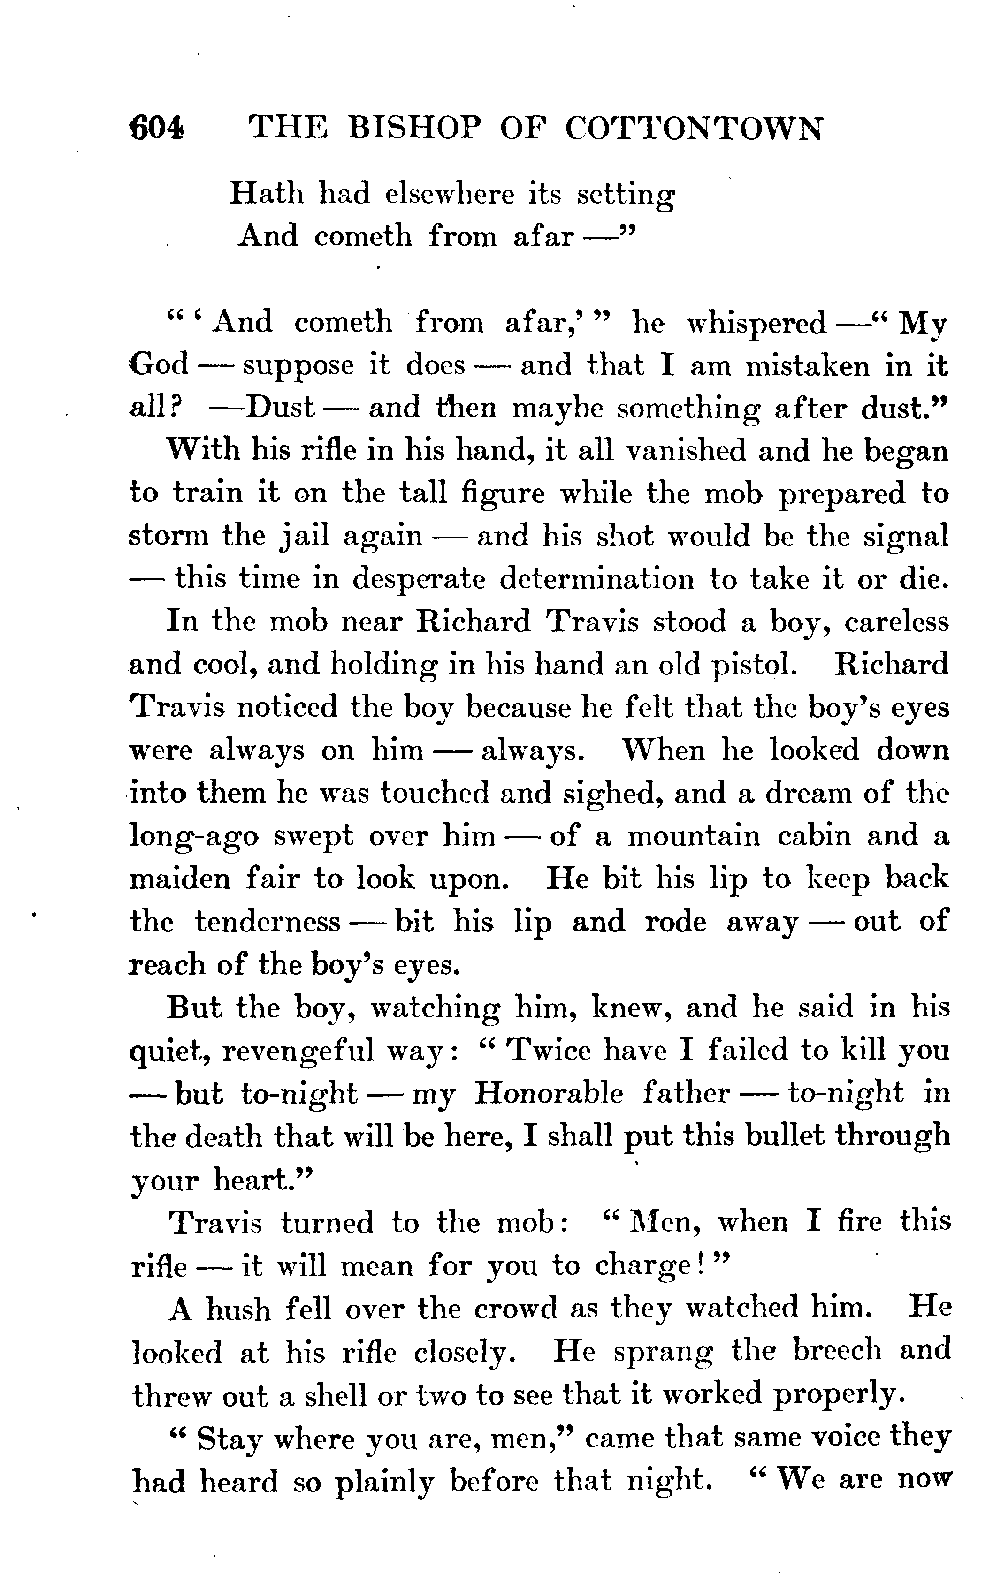 604 THE BISHOP OF COTTONTOWN
Hath had elsewhere its setting
And cometh from afar —”
“ ‘ And cometh from afar,’ ” he whispered —“ My
God — suppose it does — and that I am mistaken in it
all? —Dust — and then maybe something after dust.”
With his rifle in his hand, it all vanished and he began
to train it on the tall figure while the mob prepared to
storm the jail again — and his shot would be the signal
— this time in desperate determination to take it or die.
In the mob near Richard Travis stood a boy, careless
and cool, and holding in his hand an old pistol. Richard
Travis noticed the boy because he felt that the boy’s eyes
were always on him — always. When he looked down
into them he was touched and sighed, and a dream of the
long-ago swept over him — of a mountain cabin and a
maiden fair to look upon. He bit his lip to keep back
the tenderness — bit his lip and rode away — out of
reach of the boy’s eyes.
But the boy, watching him, knew, and he said in his
quiet, revengeful way: “ Twice have I failed to kill you
— but to-night — my Honorable father — to-night in
the death that will be here, I shall put this bullet through
your heart.”
Travis turned to the mob: “ Men, when I fire this
rifle — it will mean for you to charge! ”
A hush fell over the crowd as they watched him. He
looked at his rifle closely. He sprang the breech and
threw out a shell or two to see that it worked properly.
“ Stay where you are, men,” came that same voice they
had heard so plainly before that night. “ We are now